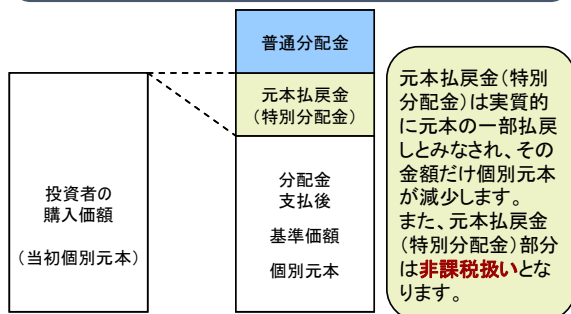 普通分配金
元本払戻金
(特別分配金)
投資者の
購入価額
(当初個別元本)
分配金
支払後
基準価額
個別元本
元本払戻金(特別
分配金)は実質的
に元本の一部払戻
しとみなされ、その
金額だけ個別元本
が減少します。
また、元本払戻金
(特別分配金)部分
は非課税扱いとな
ります。